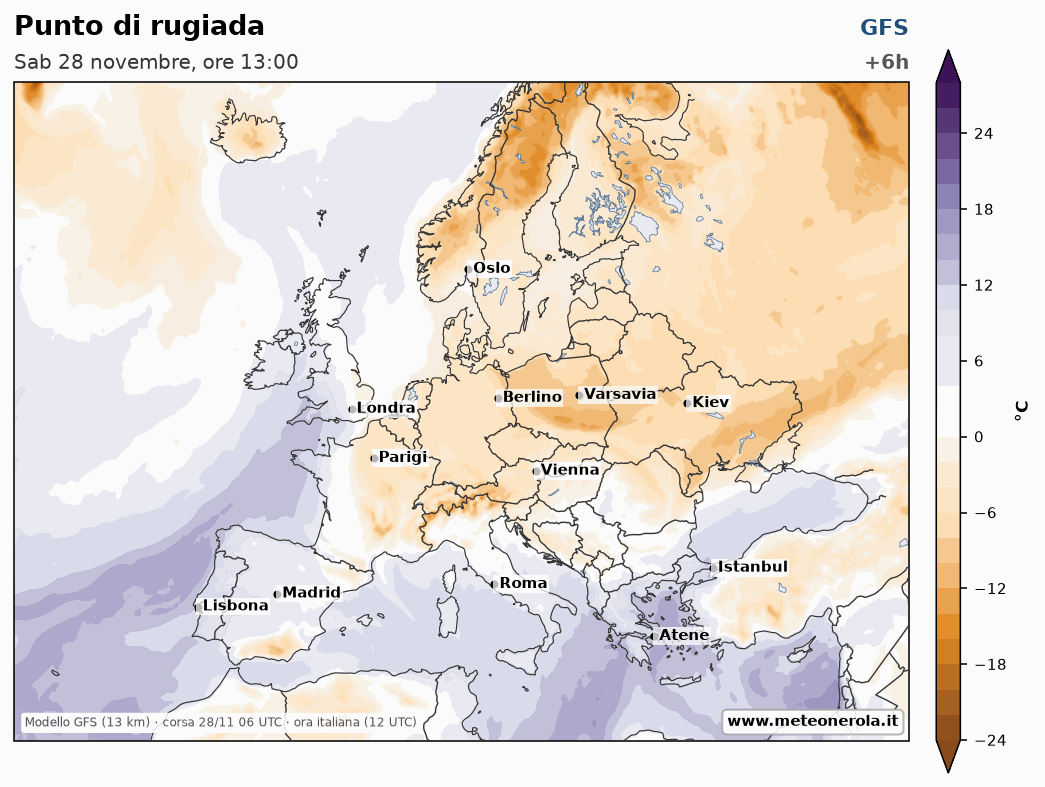 Punto di rugiada
GFS
Sab 28 novembre, ore 13:00
+6h
24
18
12
6
0
−6
−12
−18
−24
°C
Oslo
Londra
Berlino
Varsavia
Kiev
Parigi
Vienna
Istanbul
Roma
Madrid
Lisbona
Atene
Modello GFS (13 km) · corsa 28/11 06 UTC · ora italiana (12 UTC)
www.meteonerola.it